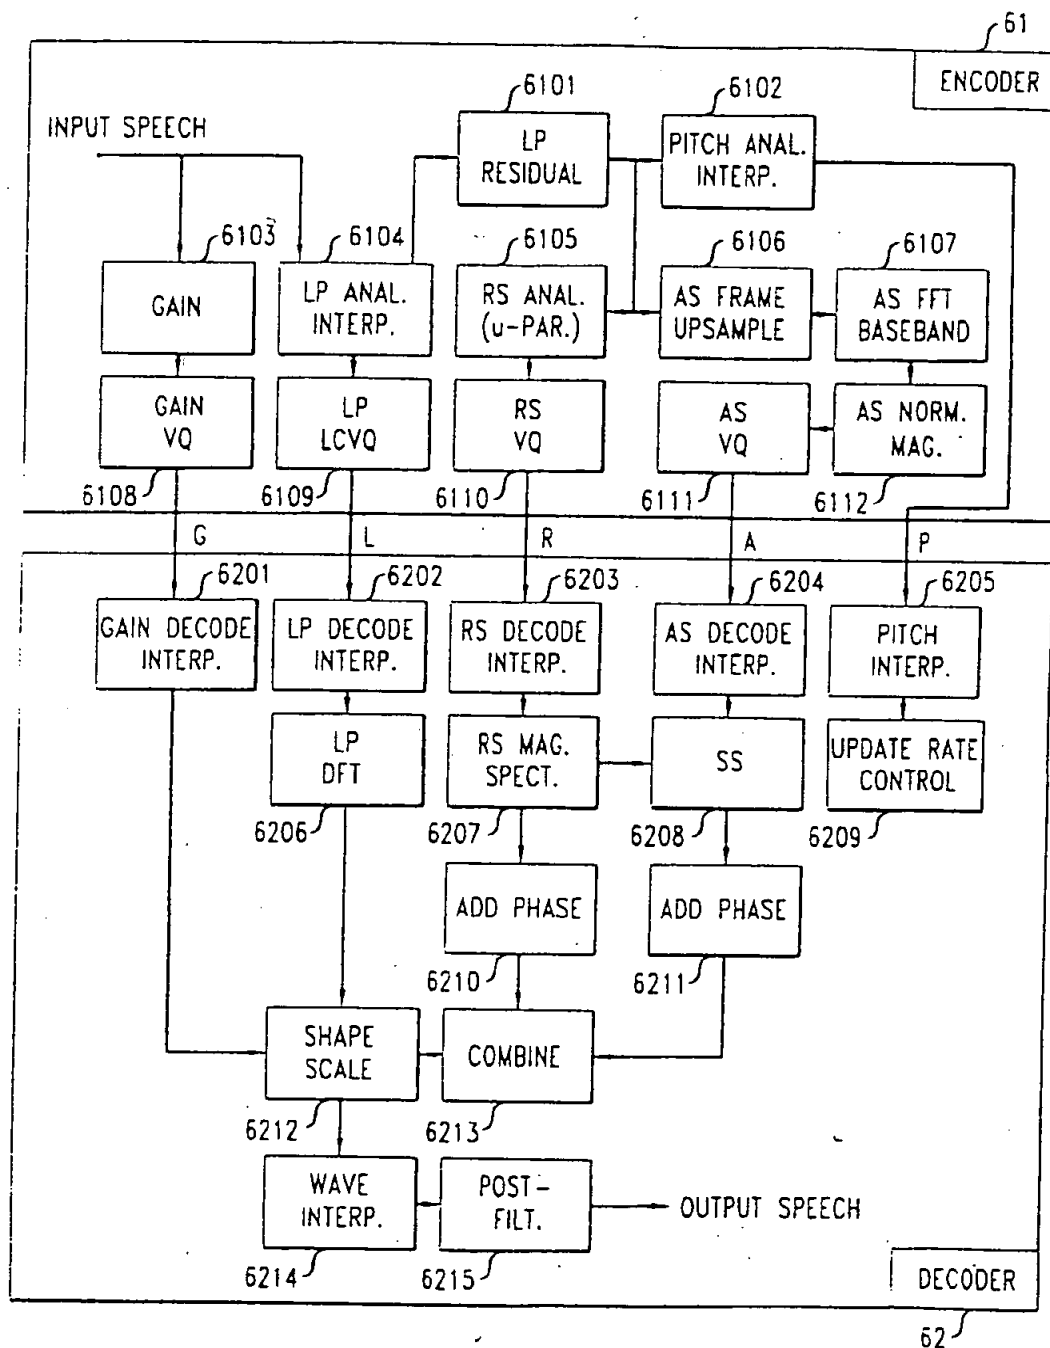 61
ENCODER
INPUT SPEECH
6101
LP
RESIDUAL
6102
PITCH ANAL.
INTERP.
6103
GAIN
6104
LP ANAL.
INTERP.
6105
RS ANAL.
(u-PAR.)
6106
AS FRAME
UPSAMPLE
6107
AS FFT
BASEBAND
GAIN
VQ
6108
LP
LCVQ
6109
RS
VQ
6110
AS
VQ
6111
AS NORM.
MAG.
6112
G
L
R
A
P
6201
GAIN DECODE
INTERP.
6202
LP DECODE
INTERP.
6203
RS DECODE
INTERP.
6204
AS DECODE
INTERP.
6205
PITCH
INTERP.
LP
DFT
6206
RS MAG.
SPECT.
6207
SS
6208
UPDATE RATE
CONTROL
6209
ADD PHASE
6210
ADD PHASE
6211
SHAPE
SCALE
6212
COMBINE
6213
WAVE
INTERP.
6214
POST-
FILT.
6215
OUTPUT SPEECH
DECODER
62